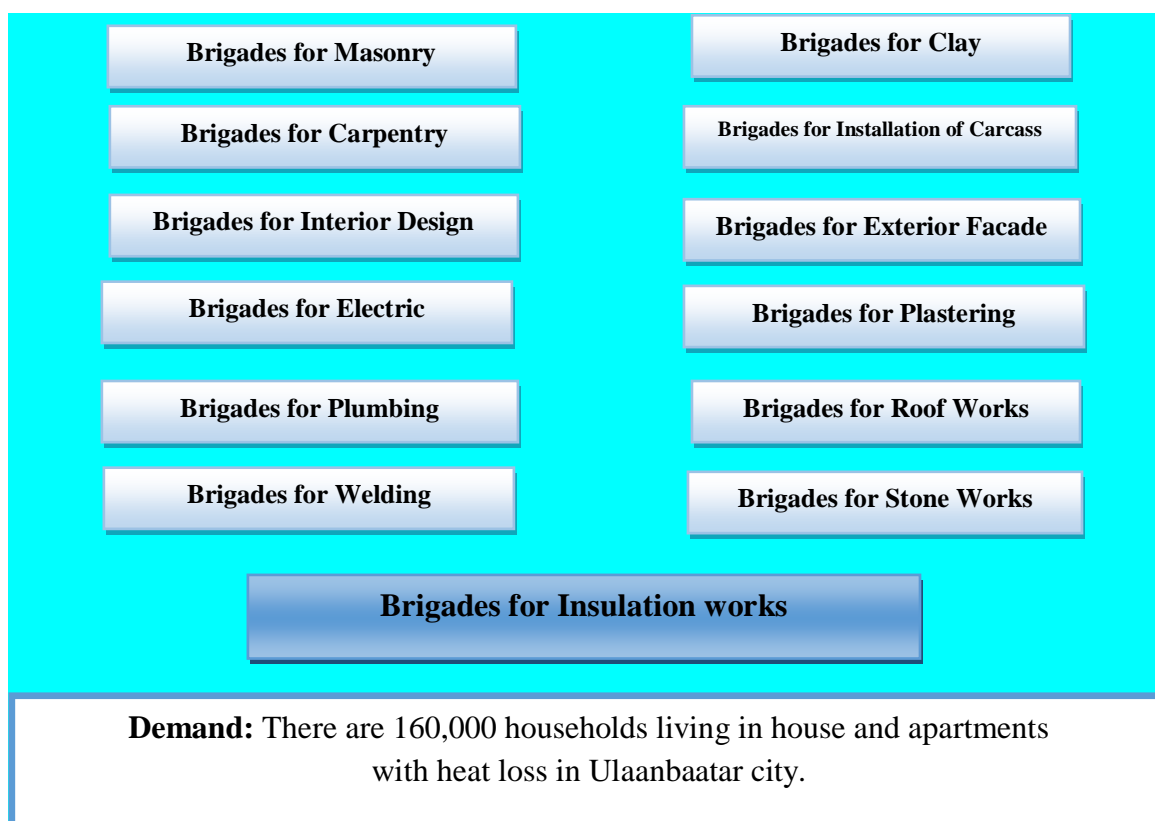 Brigades for Masonry
Brigades for Clay
Brigades for Carpentry
Brigades for Installation of Carcass
Brigades for Interior Design
Brigades for Exterior Facade
Brigades for Electric
Brigades for Plastering
Brigades for Plumbing
Brigades for Roof Works
Brigades for Welding
Brigades for Stone Works
Brigades for Insulation works
Demand: There are 160,000 households living in house and apartments
with heat loss in Ulaanbaatar city.